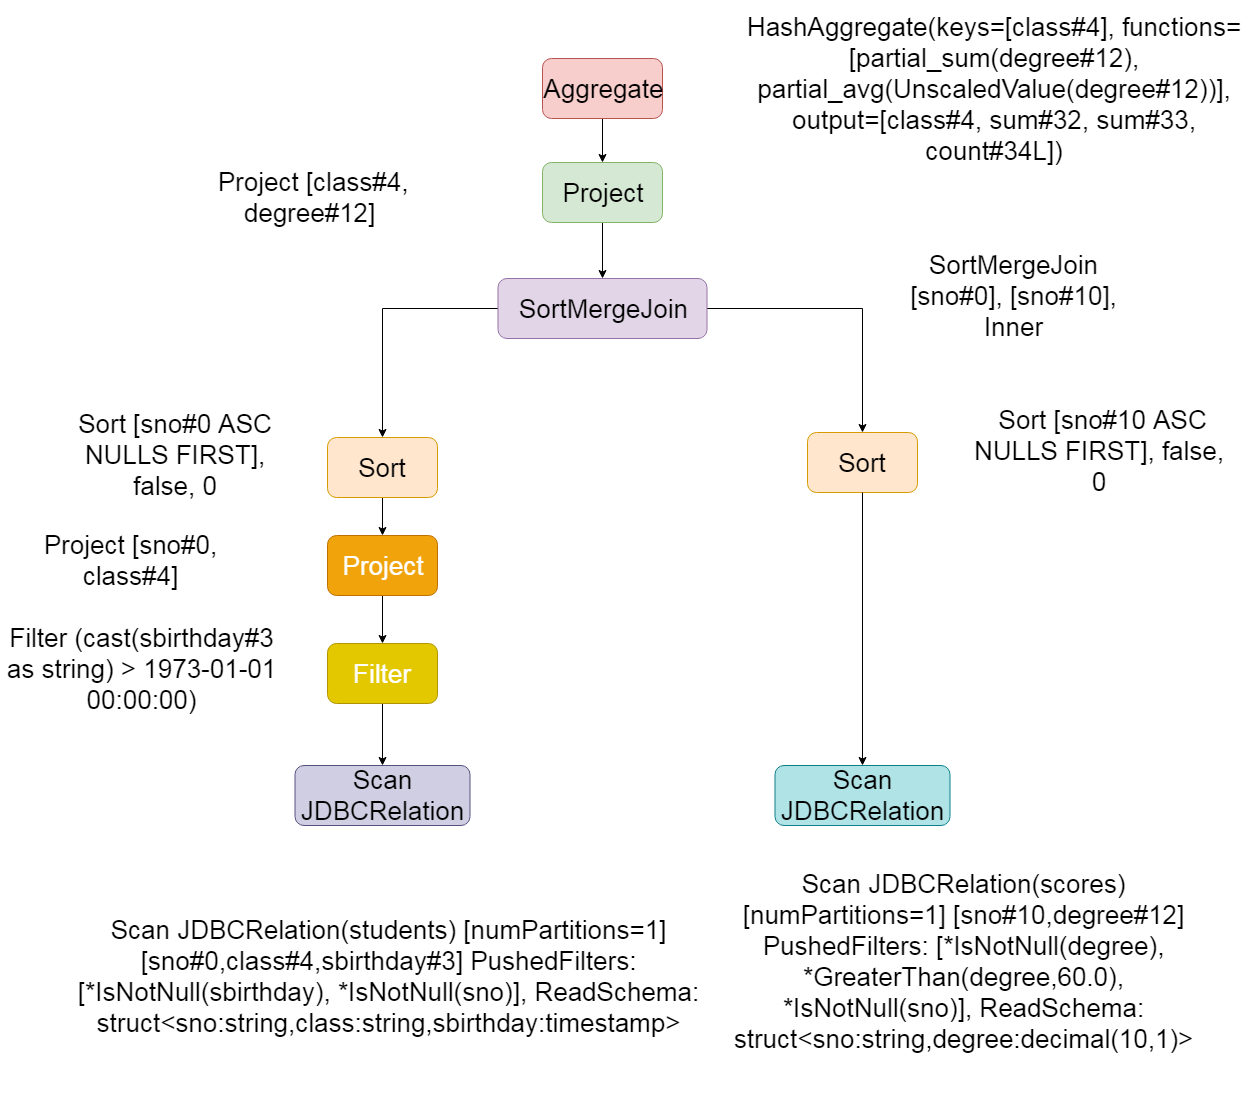 HashAggregate(keys=[class#4], functions=
[partial_sum(degree#12),
partial_avg(UnscaledValue(degree#12))],
output=[class#4, sum#32, sum#33,
count#34L])
Aggregate
Project [class#4,
degree#12]
Project
SortMergeJoin
[sno#0], [sno#10],
Inner
SortMergeJoin
Sort [sno#0 ASC
NULLS FIRST],
false, 0
Sort
Sort
Sort [sno#10 ASC
NULLS FIRST], false,
0
Project [sno#0,
class#4]
Project
Filter (cast(sbirthday#3
as string) > 1973-01-01
00:00:00)
Filter
Scan
JDBCRelation
Scan
JDBCRelation
Scan JDBCRelation(students) [numPartitions=1]
[sno#0,class#4,sbirthday#3] PushedFilters:
[*IsNotNull(sbirthday), *IsNotNull(sno)], ReadSchema:
struct<sno:string,class:string,sbirthday:timestamp>
Scan JDBCRelation(scores)
[numPartitions=1] [sno#10,degree#12]
PushedFilters: [*IsNotNull(degree),
*GreaterThan(degree,60.0),
*IsNotNull(sno)], ReadSchema:
struct<sno:string,degree:decimal(10,1)>